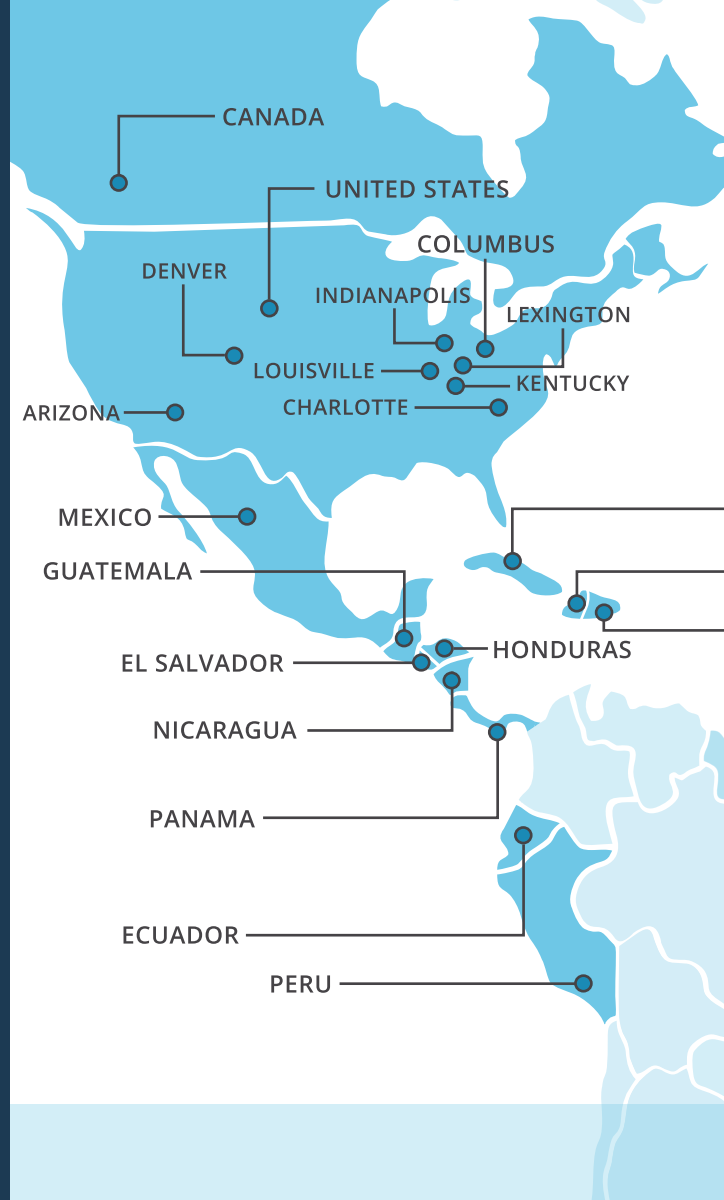 CANADA
UNITED STATES
COLUMBUS
DENVER
INDIANAPOLIS
LEXINGTON
LOUISVILLE
KENTUCKY
CHARLOTTE
ARIZONA
MEXICO
GUATEMALA
HONDURAS
EL SALVADOR
NICARAGUA
PANAMA
ECUADOR
PERU